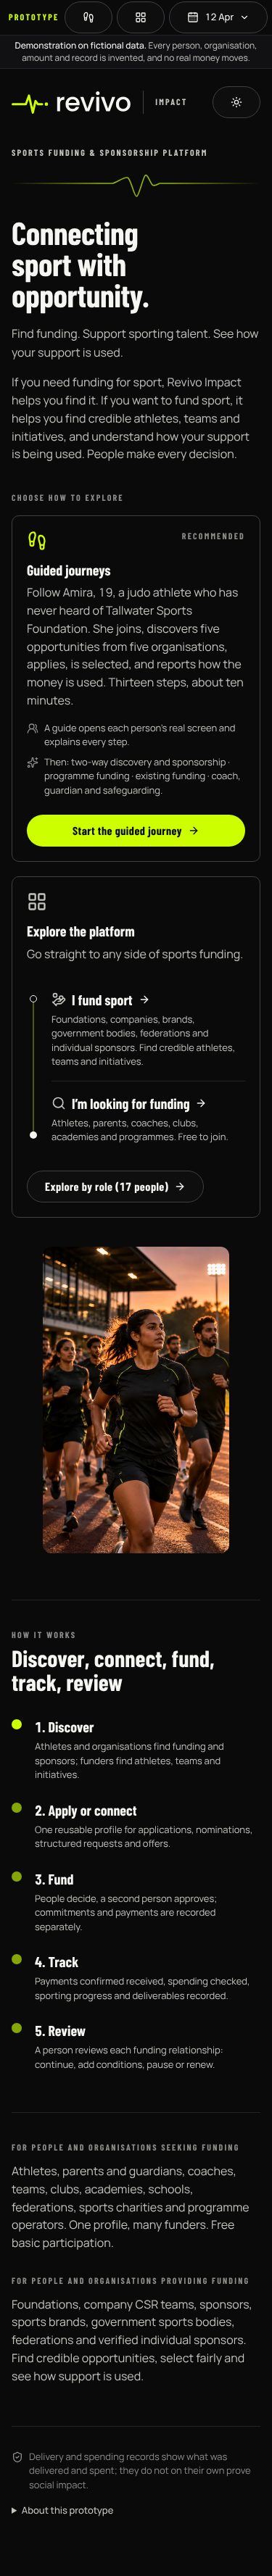 PROTOTYPE
12 Apr
Demonstration on fictional data. Every person, organisation,
amount and record is invented, and no real money moves.
revivo
IMPACT
SPORTS FUNDING & SPONSORSHIP PLATFORM
Connecting
sport with
opportunity.
Find funding. Support sporting talent. See how
your support is used.
If you need funding for sport, Revivo Impact
helps you find it. If you want to fund sport, it
helps you find credible athletes, teams and
initiatives, and understand how your support
is being used. People make every decision.
CHOOSE HOW TO EXPLORE
RECOMMENDED
Guided journeys
Follow Amira, 19, a judo athlete who has
never heard of Tallwater Sports
Foundation. She joins, discovers five
opportunities from five organisations,
applies, is selected, and reports how the
money is used. Thirteen steps, about ten
minutes.
A guide opens each person's real screen and
explains every step.
Then: two-way discovery and sponsorship ·
programme funding · existing funding · coach,
guardian and safeguarding.
Start the guided journey
Explore the platform
Go straight to any side of sports funding.
I fund sport
Foundations, companies, brands,
government bodies, federations and
individual sponsors. Find credible athletes,
teams and initiatives.
I'm looking for funding
Athletes, parents, coaches, clubs,
academies and programmes. Free to join.
Explore by role (17 people)
HOW IT WORKS
Discover, connect, fund,
track, review
1. Discover
Athletes and organisations find funding and
sponsors; funders find athletes, teams and
initiatives.
2. Apply or connect
One reusable profile for applications, nominations,
structured requests and offers.
3. Fund
People decide, a second person approves;
commitments and payments are recorded
separately.
4. Track
Payments confirmed received, spending checked,
sporting progress and deliverables recorded.
5. Review
A person reviews each funding relationship:
continue, add conditions, pause or renew.
FOR PEOPLE AND ORGANISATIONS SEEKING FUNDING
Athletes, parents and guardians, coaches,
teams, clubs, academies, schools,
federations, sports charities and programme
operators. One profile, many funders. Free
basic participation.
FOR PEOPLE AND ORGANISATIONS PROVIDING FUNDING
Foundations, company CSR teams, sponsors,
sports brands, government sports bodies,
federations and verified individual sponsors.
Find credible opportunities, select fairly and
see how support is used.
Delivery and spending records show what was
delivered and spent; they do not on their own prove
social impact.
About this prototype